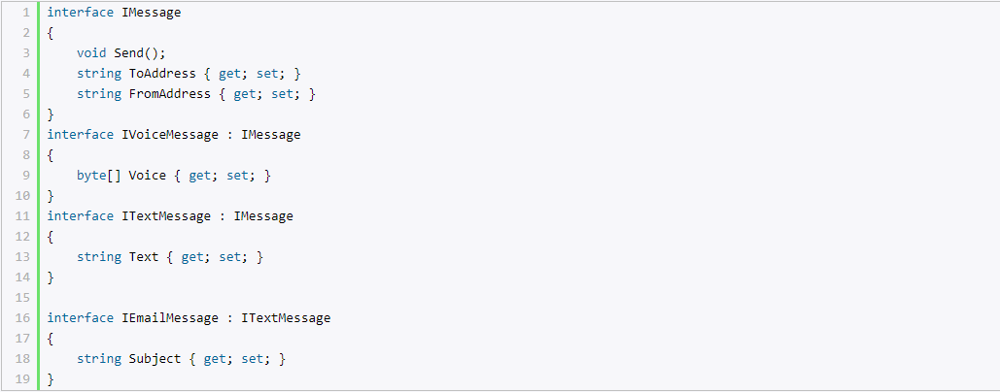 1 interface IMessage
2 {
3     void Send();
4     string ToAddress { get; set; }
5     string FromAddress { get; set; }
6 }
7 interface IVoiceMessage : IMessage
8 {
9     byte[] Voice { get; set; }
10 }
11 interface ITextMessage : IMessage
12 {
13     string Text { get; set; }
14 }
15
16 interface IEmailMessage : ITextMessage
17 {
18     string Subject { get; set; }
19 }